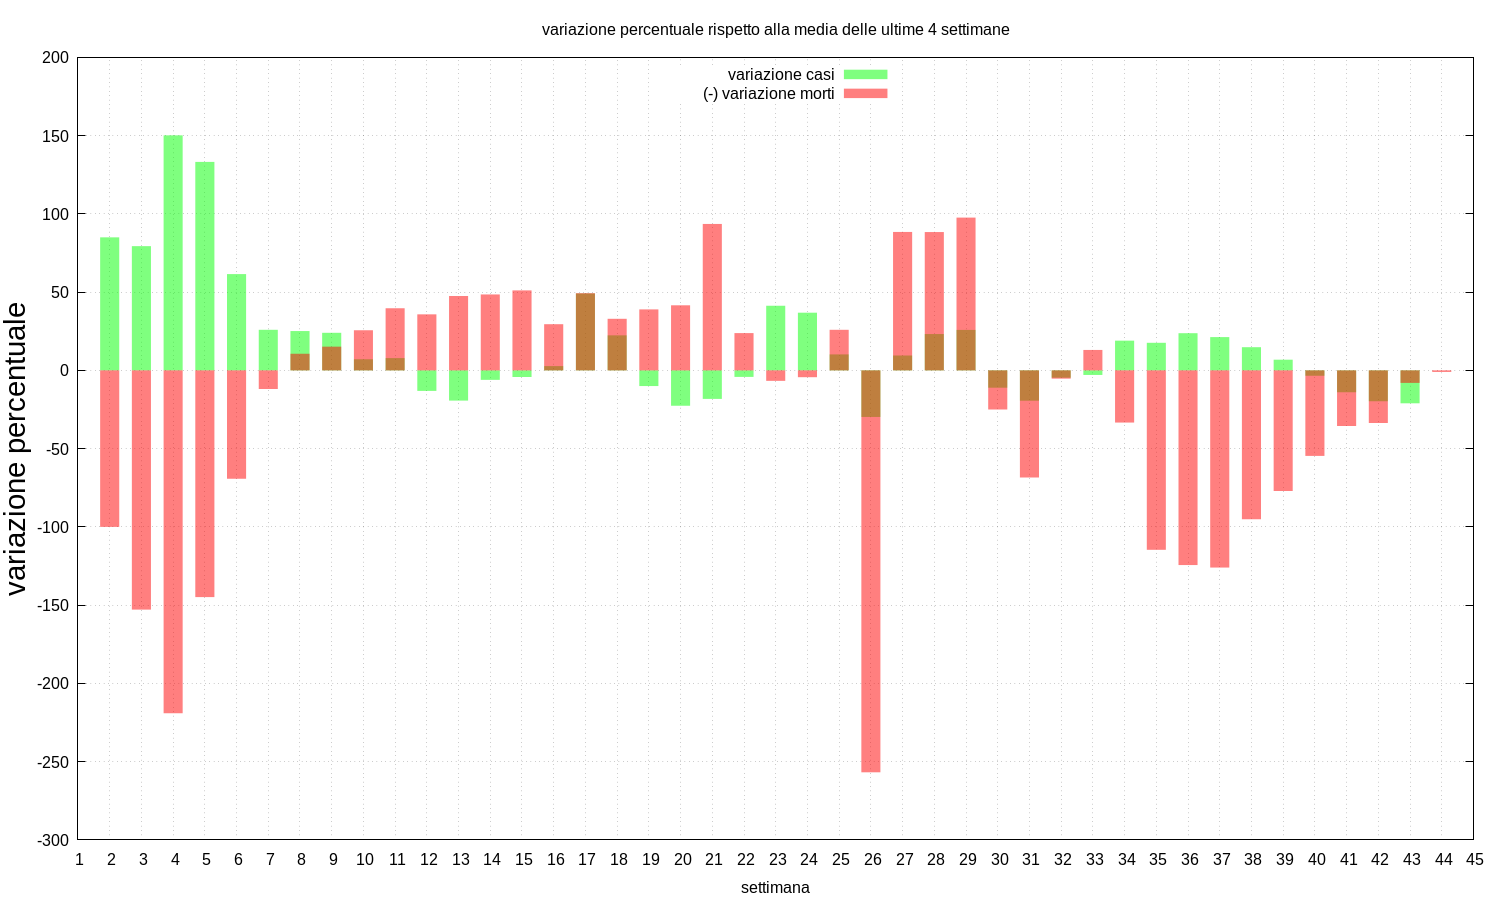 variazione percentuale rispetto alla media delle ultime 4 settimane
variazione casi
(-) variazione morti
200
150
100
50
0
-50
-100
-150
-200
-250
-300
variazione percentuale
1 2 3 4 5 6 7 8 9 10 11 12 13 14 15 16 17 18 19 20 21 22 23 24 25 26 27 28 29 30 31 32 33 34 35 36 37 38 39 40 41 42 43 44 45
settimana